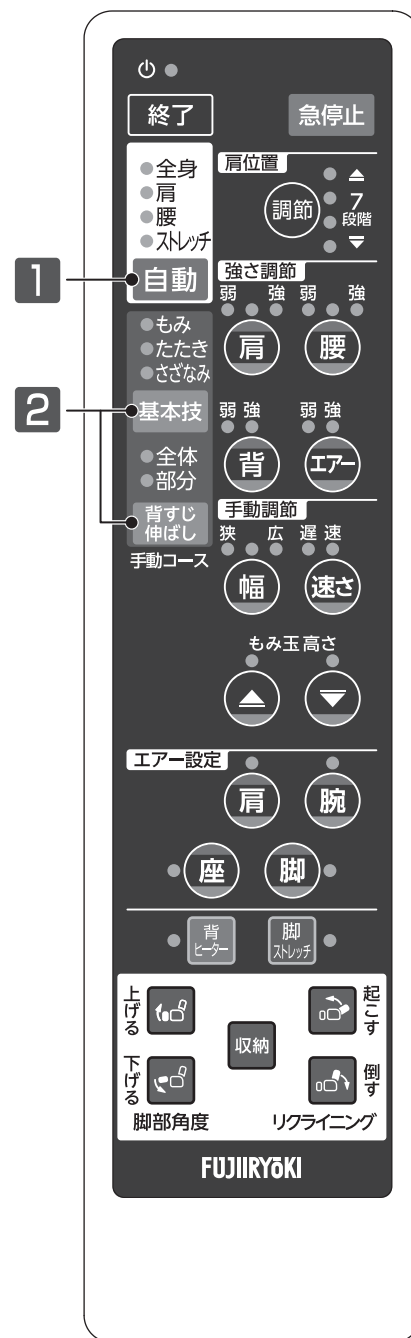 終了
急停止
全身
肩
腰
ストレッチ
1
自動
もみ
たたき
さざなみ
2
基本技
全体
部分
背すじ
伸ばし
手動コース
肩位置
調節
7
段階
強さ調節
弱 強 弱 強
肩 腰
弱 強 弱 強
背 エアー
手動調節
狭 広 遅 速
幅 速さ
もみ玉 高さ
エアー設定
肩 腕
座 脚
背
ヒーター
脚
ストレッチ
上げる
下げる
脚部角度
収納
起こす
倒す
リクライニング
FUJIIRYōKI